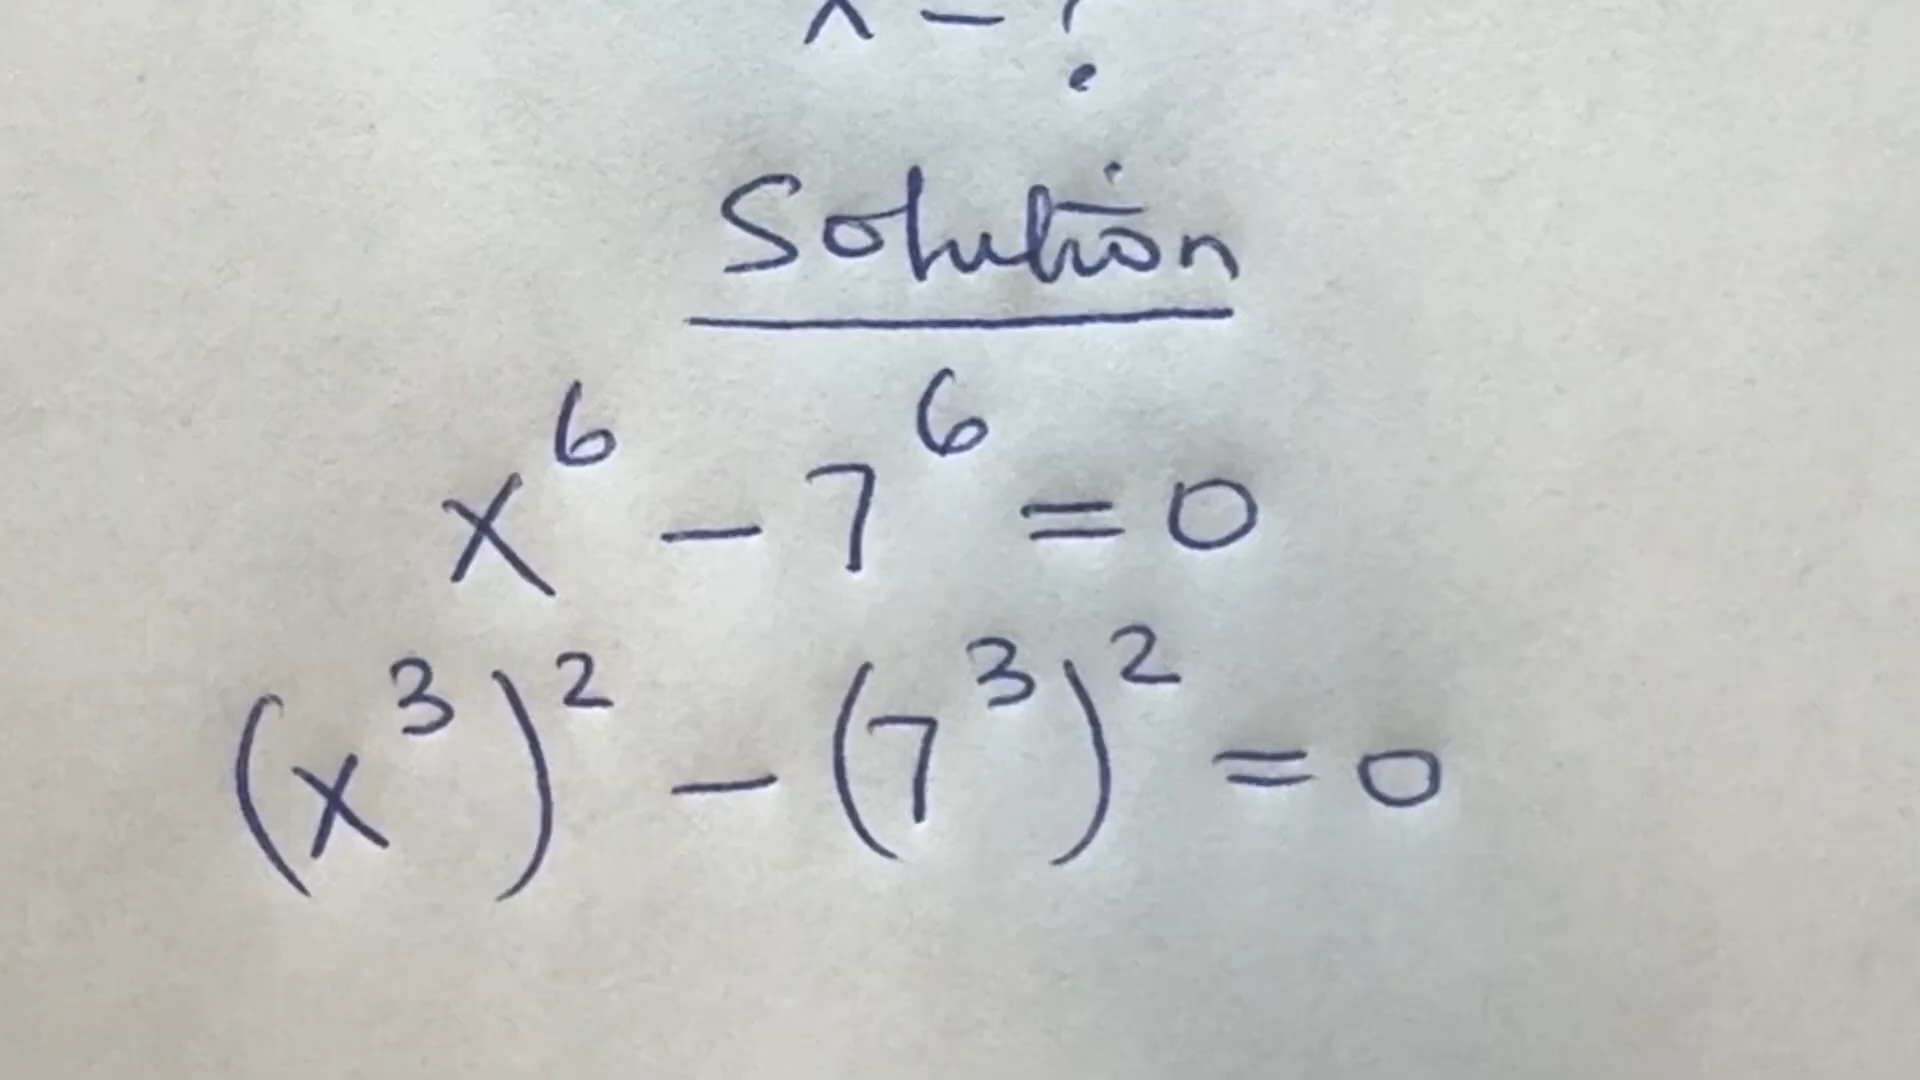 x = ?
Solution
x⁶ - 7⁶ = 0
(x³)² - (7³)² = 0